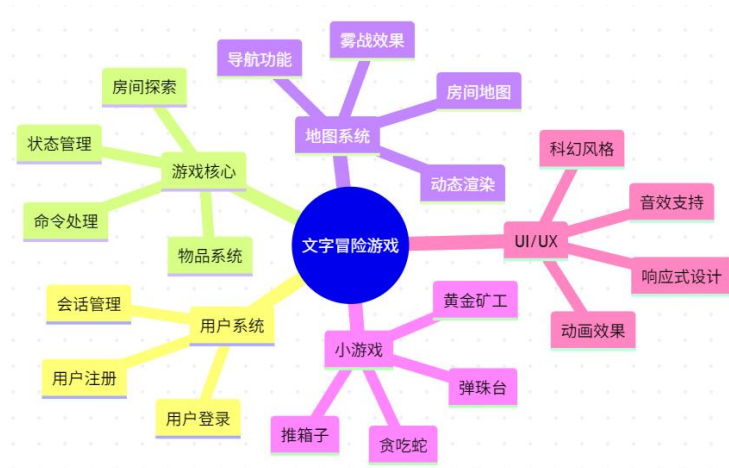 文字冒险游戏
地图系统
导航功能
雾战效果
房间地图
动态渲染
游戏核心
房间探索
状态管理
命令处理
物品系统
用户系统
会话管理
用户注册
用户登录
小游戏
黄金矿工
弹珠台
贪吃蛇
推箱子
UI/UX
科幻风格
音效支持
响应式设计
动画效果